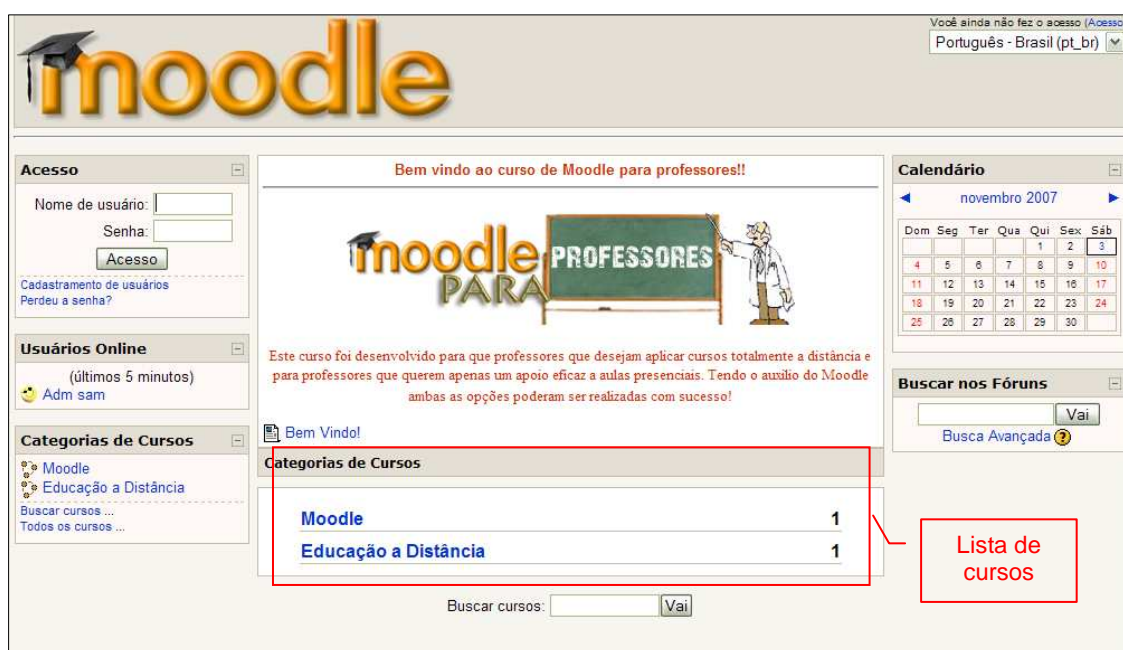 Você ainda não fez o acesso (Acesso
moodle
Português - Brasil (pt_br)
Acesso
Nome de usuário:
Senha:
Acesso
Cadastramento de usuários
Perdeu a senha?
Usuários Online
(últimos 5 minutos)
Adm sam
Categorias de Cursos
Moodle
Educação a Distância
Buscar cursos ...
Todos os cursos ...
Bem vindo ao curso de Moodle para professores!!
moodle
PARA
PROFESSORES
Este curso foi desenvolvido para que professores que desejam aplicar cursos totalmente a distância e
para professores que querem apenas um apoio eficaz a aulas presenciais. Tendo o auxilio do Moodle
ambas as opções poderam ser realizadas com sucesso!
Bem Vindo!
Categorias de Cursos
Moodle 1
Educação a Distância 1
Buscar cursos: Vai
Calendário
novembro 2007
Dom Seg Ter Qua Qui Sex Sáb
1 2 3
4 5 6 7 8 9 10
11 12 13 14 15 16 17
18 19 20 21 22 23 24
25 26 27 28 29 30
Buscar nos Fóruns
Vai
Busca Avançada ?
Lista de
cursos